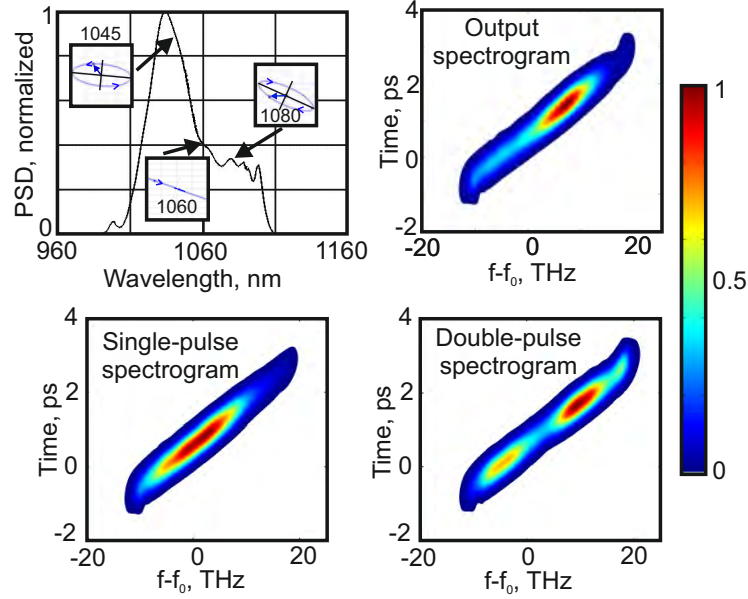 1
1045
1080
1060
PSD, normalized
0
960
1060
1160
Wavelength, nm
Output
spectrogram
4
2
0
-2
Time, ps
-20
0
20
f-f₀, THz
1
0.5
0
Single-pulse
spectrogram
4
2
0
-2
Time, ps
-20
0
20
f-f₀, THz
Double-pulse
spectrogram
4
2
0
-2
Time, ps
-20
0
20
f-f₀, THz